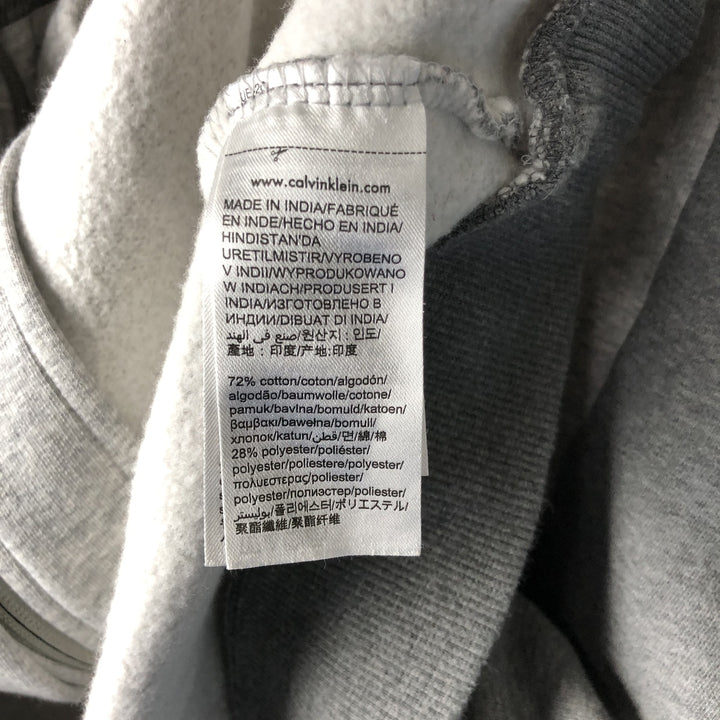 www.calvinklein.com
MADE IN INDIA/FABRIQUÉ
EN INDE/HECHO EN INDIA/
HINDISTAN'DA
URETILMISTIR/VYROBENO
V INDII/WYPRODUKOWANO
W INDIACH/PRODUSERT I
INDIA/ИЗГОТОВЛЕНО В
ИНДИИ/DIBUAT DI INDIA/
صنع في الهند/원산지 : 인도/
產地 : 印度/产地:印度
72% cotton/coton/algodón/
algodão/baumwolle/cotone/
pamuk/bavlna/bomuld/katoen/
βαμβακι/bawełna/bomull/
хлопок/katun/قطن/면/綿/棉
28% polyester/poliéster/
polyester/poliestere/polyester/
πολυεστερας/poliester/
polyester/полиэстер/poliester/
بوليستر/폴리에스터/ポリエステル/
聚酯纖維/聚酯纤维